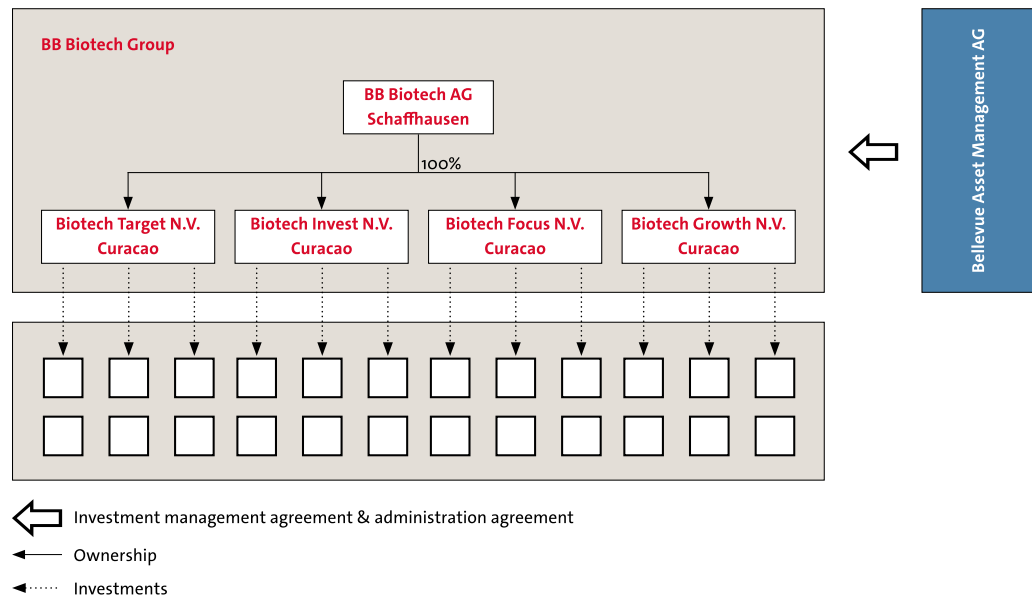 BB Biotech Group
BB Biotech AG
Schaffhausen
100%
Biotech Target N.V.
Curacao
Biotech Invest N.V.
Curacao
Biotech Focus N.V.
Curacao
Biotech Growth N.V.
Curacao
Bellevue Asset Management AG
Investment management agreement & administration agreement
Ownership
Investments